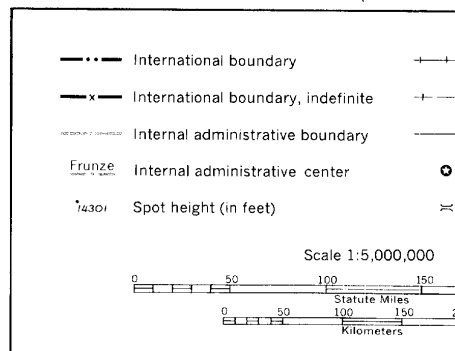 International boundary
International boundary, indefinite
Internal administrative boundary
Frunze Internal administrative center
14301 Spot height (in feet)
Scale 1:5,000,000
0 50 100 150
Statute Miles
0 50 100 150
Kilometers